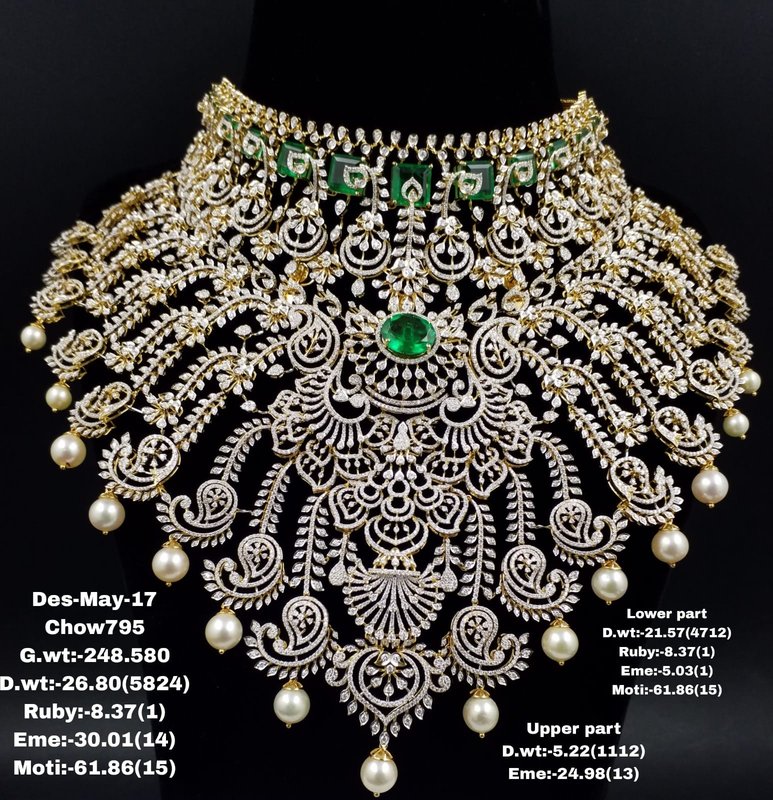 Des-May-17
Chow795
G.wt:-248.580
D.wt:-26.80(5824)
Ruby:-8.37(1)
Eme:-30.01(14)
Moti:-61.86(15)
Lower part
D.wt:-21.57(4712)
Ruby:-8.37(1)
Eme:-5.03(1)
Moti:-61.86(15)
Upper part
D.wt:-5.22(1112)
Eme:-24.98(13)